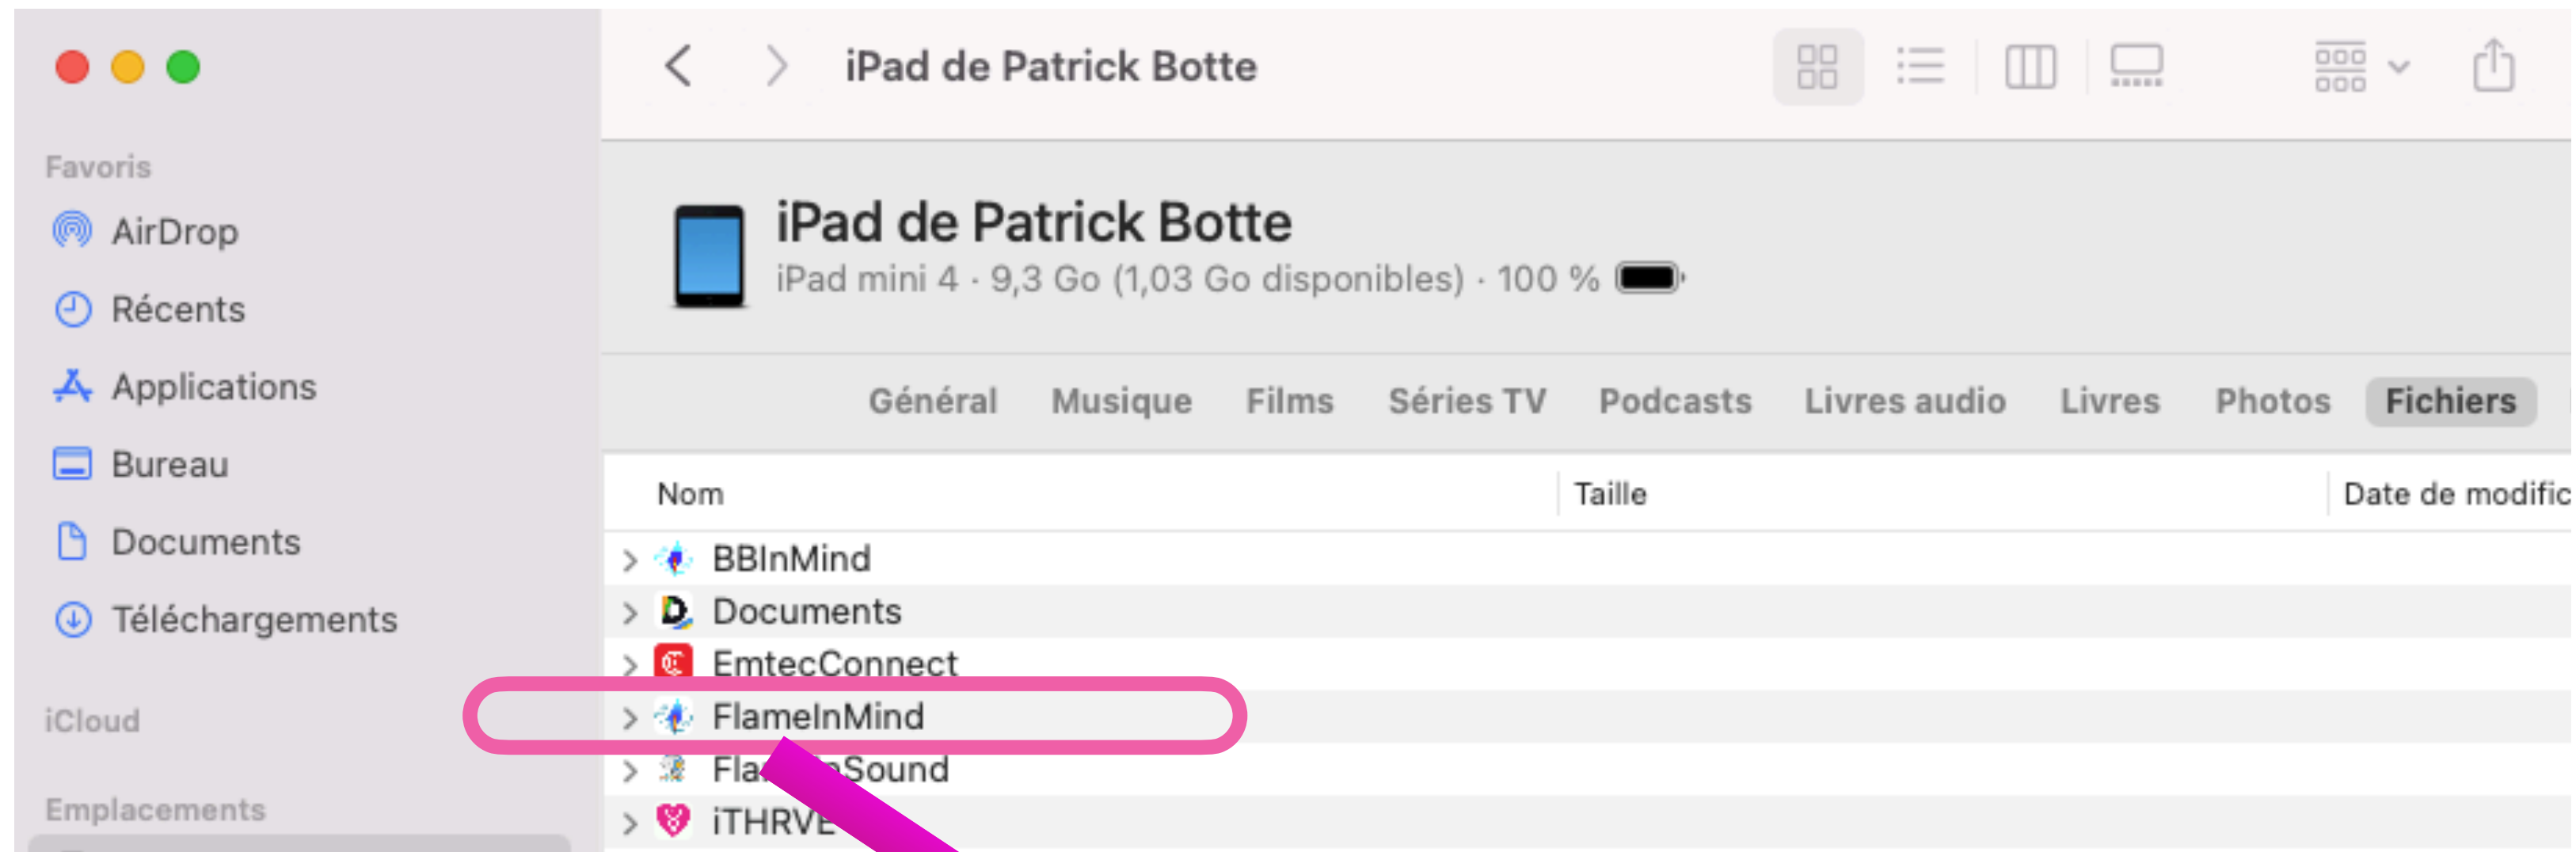 iPad de Patrick Botte
Favoris
AirDrop
Récents
Applications
Bureau
Documents
Téléchargements
iCloud
Emplacements
iPad de Patrick Botte
iPad mini 4 · 9,3 Go (1,03 Go disponibles) · 100 %
Général Musique Films Séries TV Podcasts Livres audio Livres Photos Fichiers
Nom Taille Date de modific
BBInMind
Documents
EmtecConnect
FlameInMind
iTHRVE